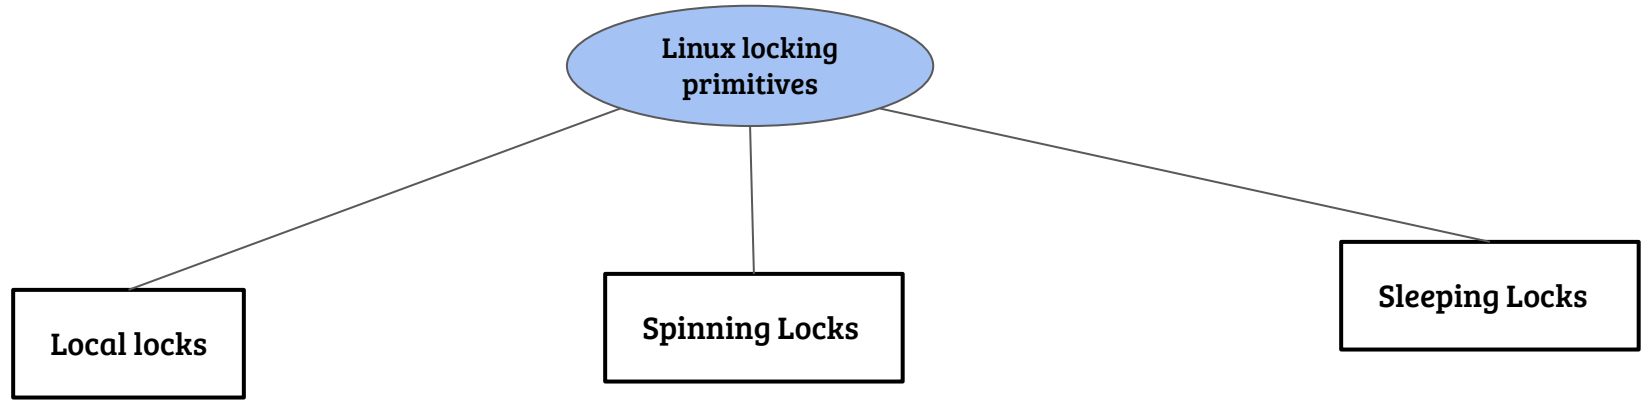 Linux locking
primitives
Local locks
Spinning Locks
Sleeping Locks